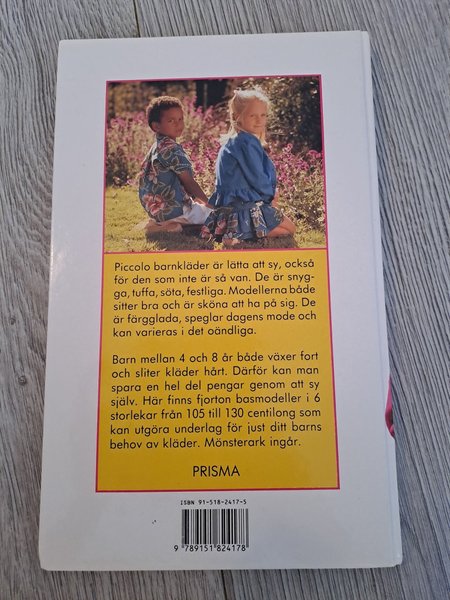 Piccolo barnkläder är lätta att sy, också
för den som inte är så van. De är snyg-
ga, tuffa, söta, festliga. Modellerna både
sitter bra och är sköna att ha på sig. De
är färgglada, speglar dagens mode och
kan varieras i det oändliga.
Barn mellan 4 och 8 år både växer fort
och sliter kläder hårt. Därför kan man
spara en hel del pengar genom att sy
själv. Här finns fjorton basmodeller i 6
storlekar från 105 till 130 centilong som
kan utgöra underlag för just ditt barns
behov av kläder. Mönsterark ingår.
PRISMA
ISBN 91-518-2417-5
9 789151 824178